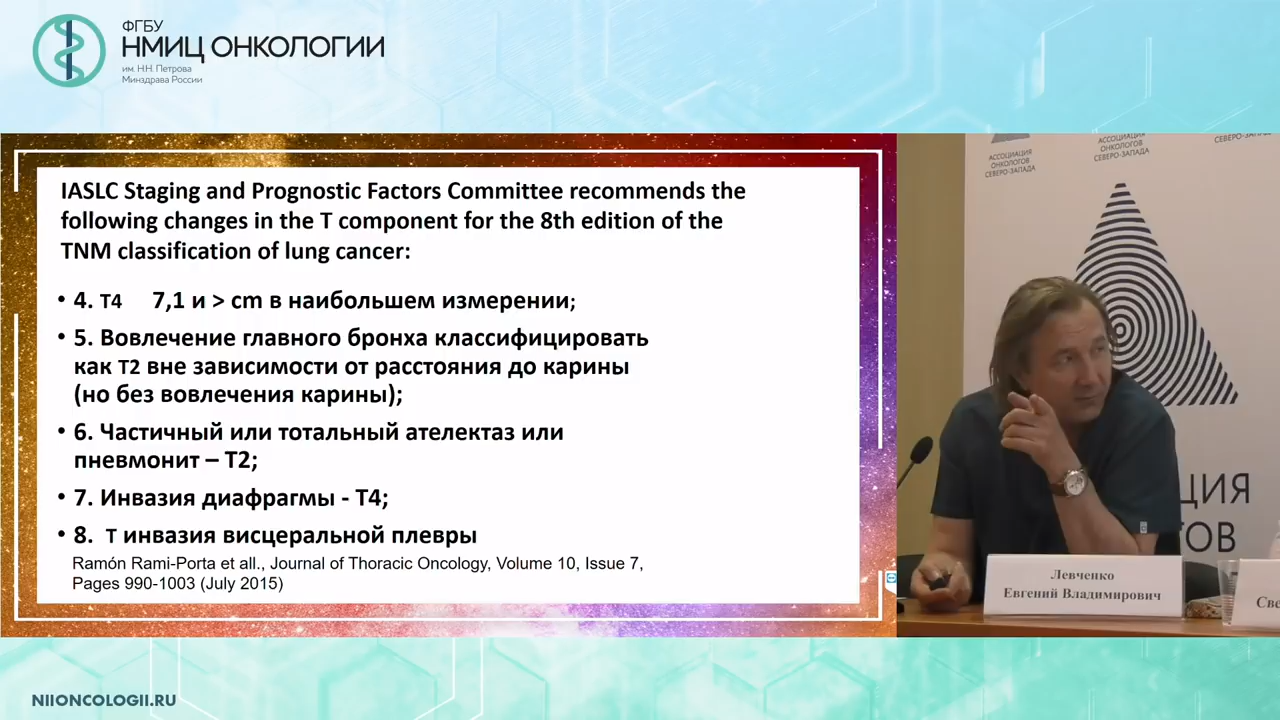 ФГБУ
НМИЦ ОНКОЛОГИИ
им. Н.Н. Петрова
Минздрава России
IASLC Staging and Prognostic Factors Committee recommends the
following changes in the T component for the 8th edition of the
TNM classification of lung cancer:
• 4. T4 7,1 и > cm в наибольшем измерении;
• 5. Вовлечение главного бронха классифицировать
как T2 вне зависимости от расстояния до карины
(но без вовлечения карины);
• 6. Частичный или тотальный ателектаз или
пневмонит – T2;
• 7. Инвазия диафрагмы - T4;
• 8. T инвазия висцеральной плевры
Ramón Rami-Porta et all., Journal of Thoracic Oncology, Volume 10, Issue 7,
Pages 990-1003 (July 2015)
АССОЦИАЦИЯ
ОНКОЛОГОВ
СЕВЕРО-ЗАПАДА
АССОЦИАЦИЯ
ОНКОЛОГОВ
СЕВЕРО-ЗАПАДА
СЕВЕРО-ЗАПА
ЦИЯ
ГОВ
Левченко
Евгений Владимирович
Све
NIIONCOLOGII.RU